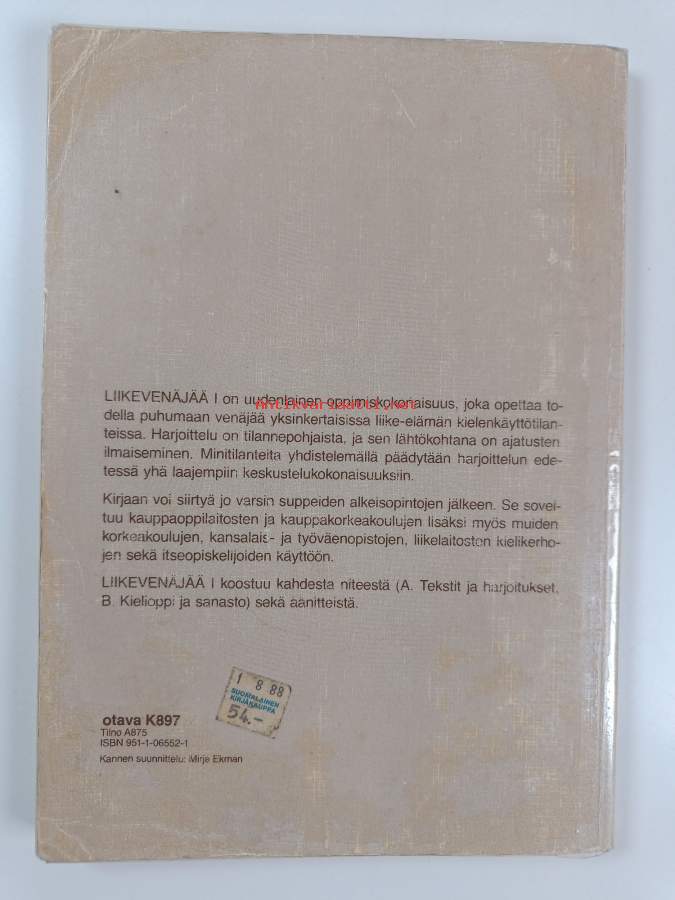 LIIKEVENÄJÄÄ I on uudenlainen oppimiskokonaisuus, joka opettaa to-
antikvariaatti.net
della puhumaan venäjää yksinkertaisissa liike-elämän kielenkäyttötilan-
teissa. Harjoittelu on tilannepohjaista, ja sen lähtökohtana on ajatusten
ilmaiseminen. Minitilanteita yhdistelemällä päädytään harjoittelun ede-
tessä yhä laajempiin keskustelukokonaisuuksiin.
Kirjaan voi siirtyä jo varsin suppeiden alkeisopintojen jälkeen. Se sovel-
tuu kauppaoppilaitosten ja kauppakorkeakoulujen lisäksi myös muiden
korkeakoulujen, kansalais- ja työväenopistojen, liikelaitosten kielikerho-
jen sekä itseopiskelijoiden käyttöön.
LIIKEVENÄJÄÄ I koostuu kahdesta niteestä (A. Tekstit ja harjoitukset,
B. Kielioppi ja sanasto) sekä äänitteistä.
1 8 88
SUOMALAINEN
KIRJAKAUPPA
54.-
otava K897
Tilno A875
ISBN 951-1-06552-1
Kannen suunnittelu: Mirja Ekman